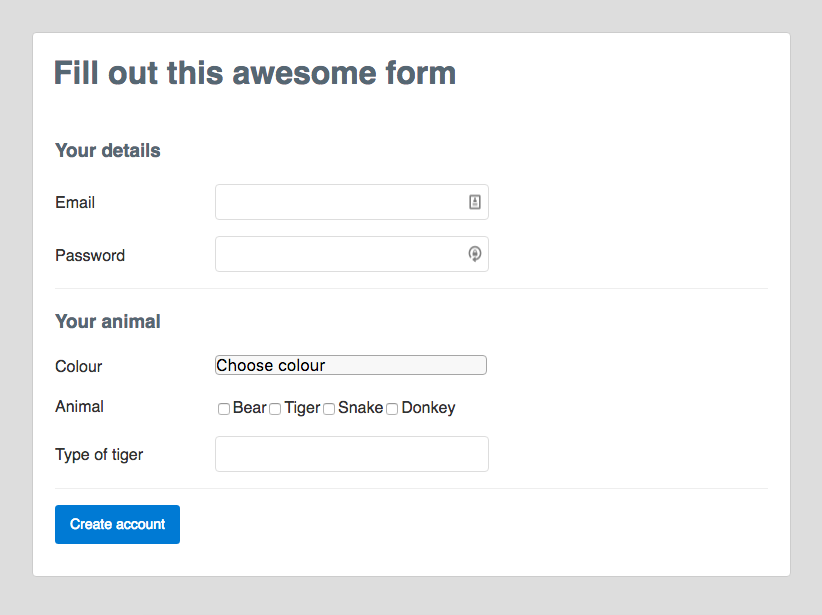 Fill out this awesome form
Your details
Email
Password
Your animal
Colour Choose colour
Animal Bear Tiger Snake Donkey
Type of tiger
Create account